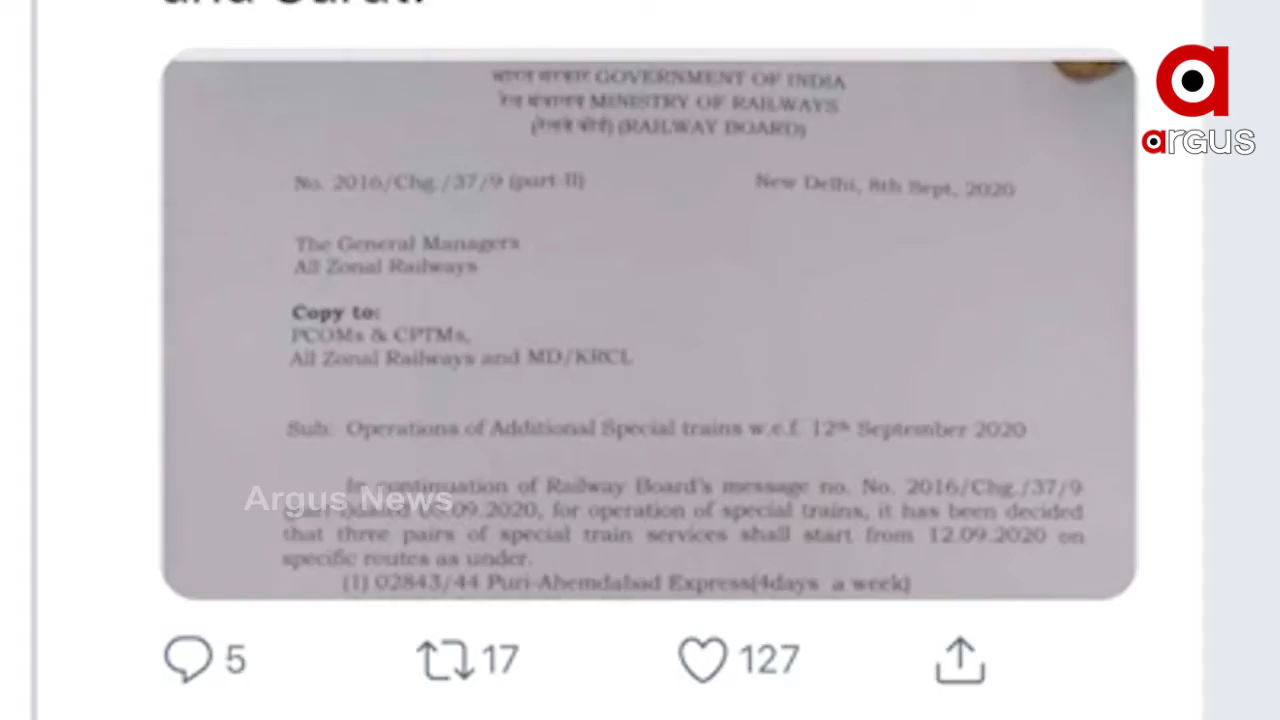 भारत सरकार GOVERNMENT OF INDIA
रेल मंत्रालय MINISTRY OF RAILWAYS
(रेलवे बोर्ड) (RAILWAY BOARD)
No. 2016/Chg./37/9 (part-II)
New Delhi, 8th Sept, 2020
The General Managers
All Zonal Railways
Copy to:
PCOMs & CPTMs,
All Zonal Railways and MD/KRCL
Sub: Operations of Additional Special trains w.e.f. 12th September 2020
In continuation of Railway Board's message no. No. 2016/Chg./37/9
.09.2020, for operation of special trains, it has been decided
that three pairs of special train services shall start from 12.09.2020 on
specific routes as under.
(1) 02843/44 Puri-Ahemdabad Express(4days a week)
Argus News
5 17 127
a
argus